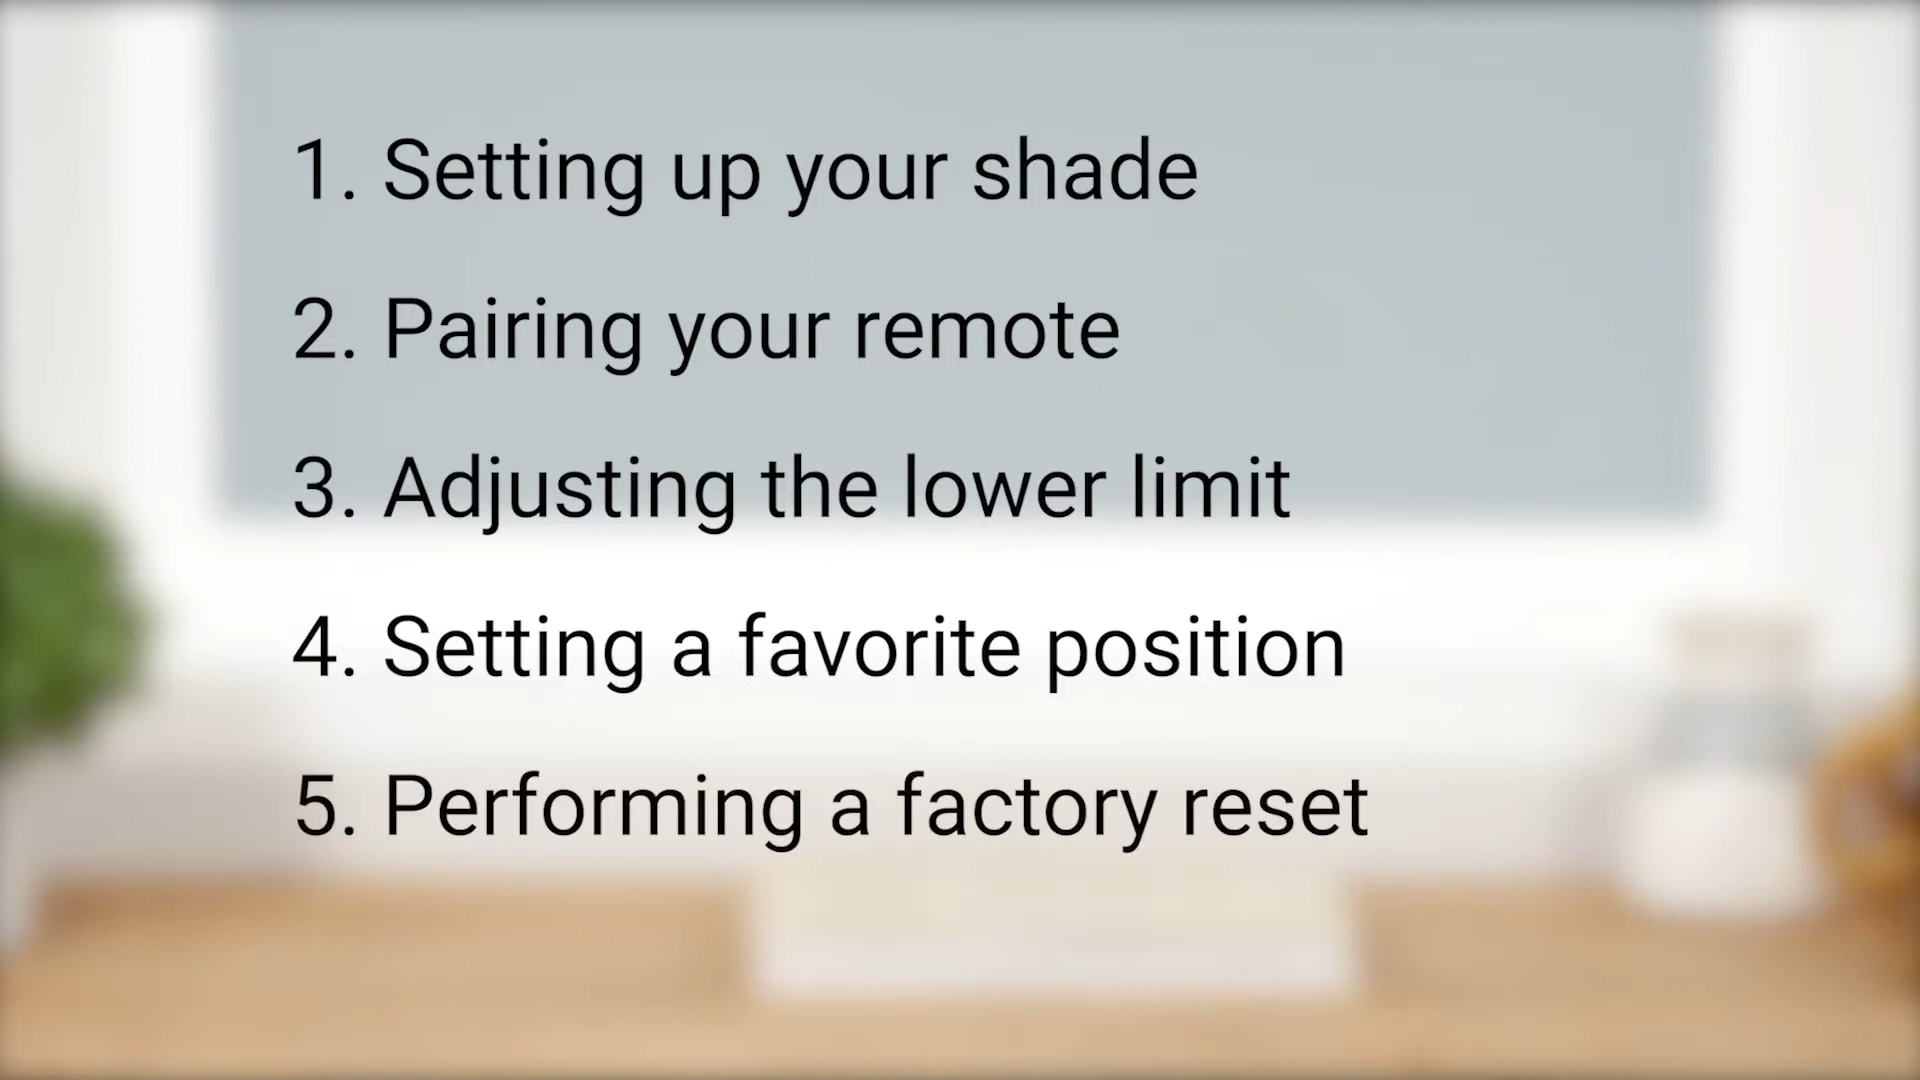 1. Setting up your shade
2. Pairing your remote
3. Adjusting the lower limit
4. Setting a favorite position
5. Performing a factory reset